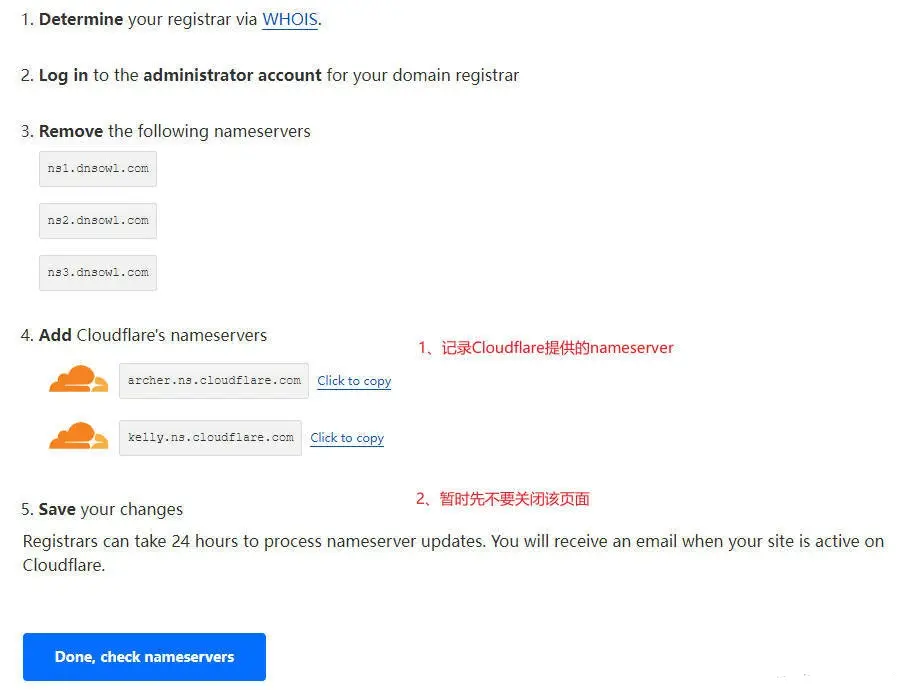 1. Determine your registrar via WHOIS.
2. Log in to the administrator account for your domain registrar
3. Remove the following nameservers
ns1.dnsowl.com
ns2.dnsowl.com
ns3.dnsowl.com
4. Add Cloudflare's nameservers
1、记录Cloudflare提供的nameserver
archer.ns.cloudflare.com Click to copy
kelly.ns.cloudflare.com Click to copy
2、暂时先不要关闭该页面
5. Save your changes
Registrars can take 24 hours to process nameserver updates. You will receive an email when your site is active on
Cloudflare.
Done, check nameservers